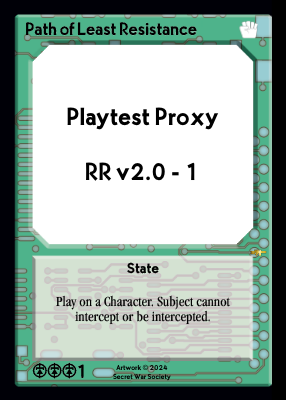 Path of Least Resistance
Playtest Proxy
RR v2.0 - 1
State
Play on a Character. Subject cannot
intercept or be intercepted.
1
Artwork © 2024
Secret War Society